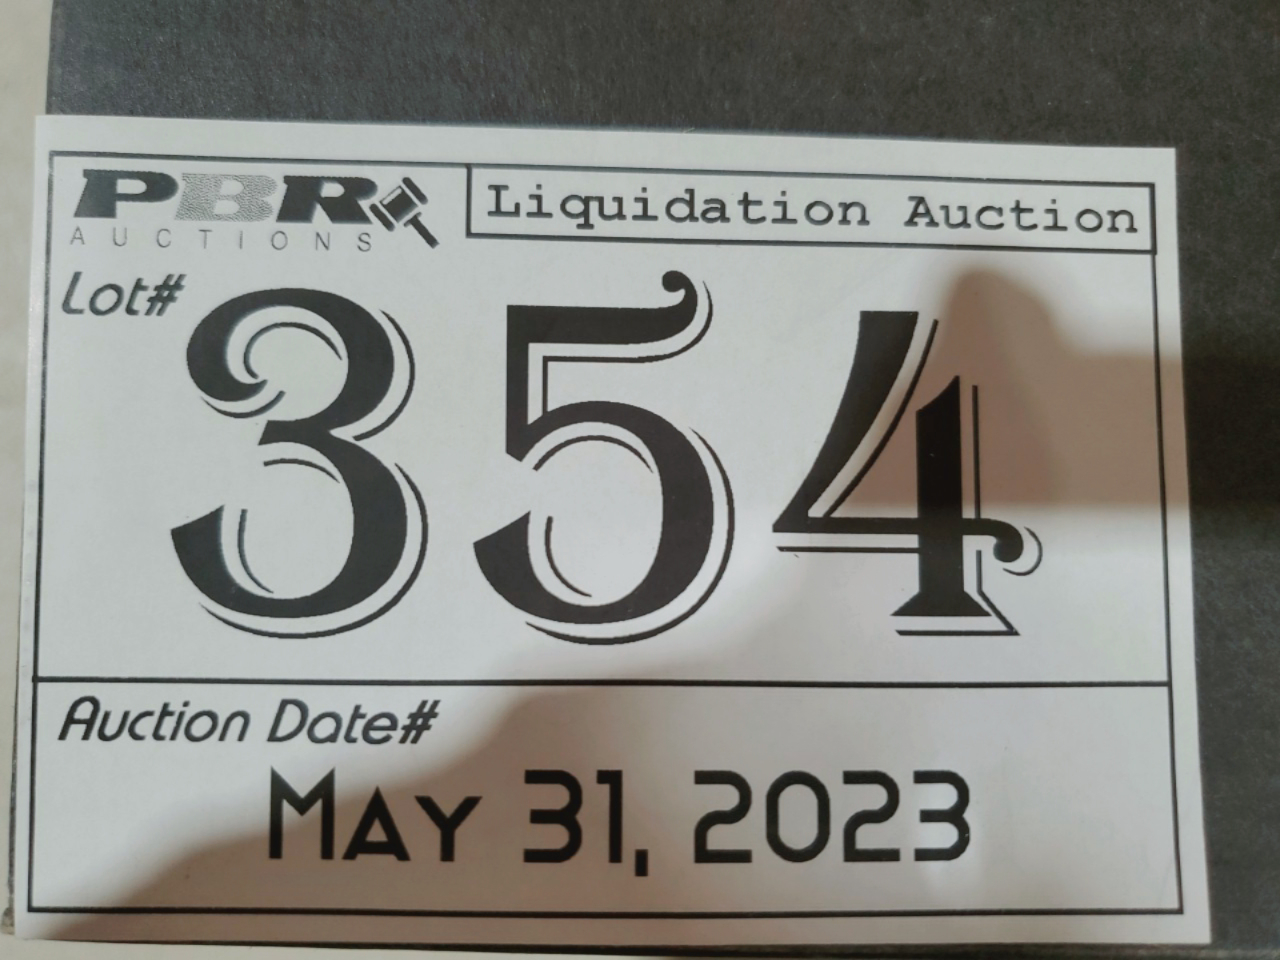 PBR
AUCTIONS
Liquidation Auction
Lot#
354
Auction Date#
May 31, 2023